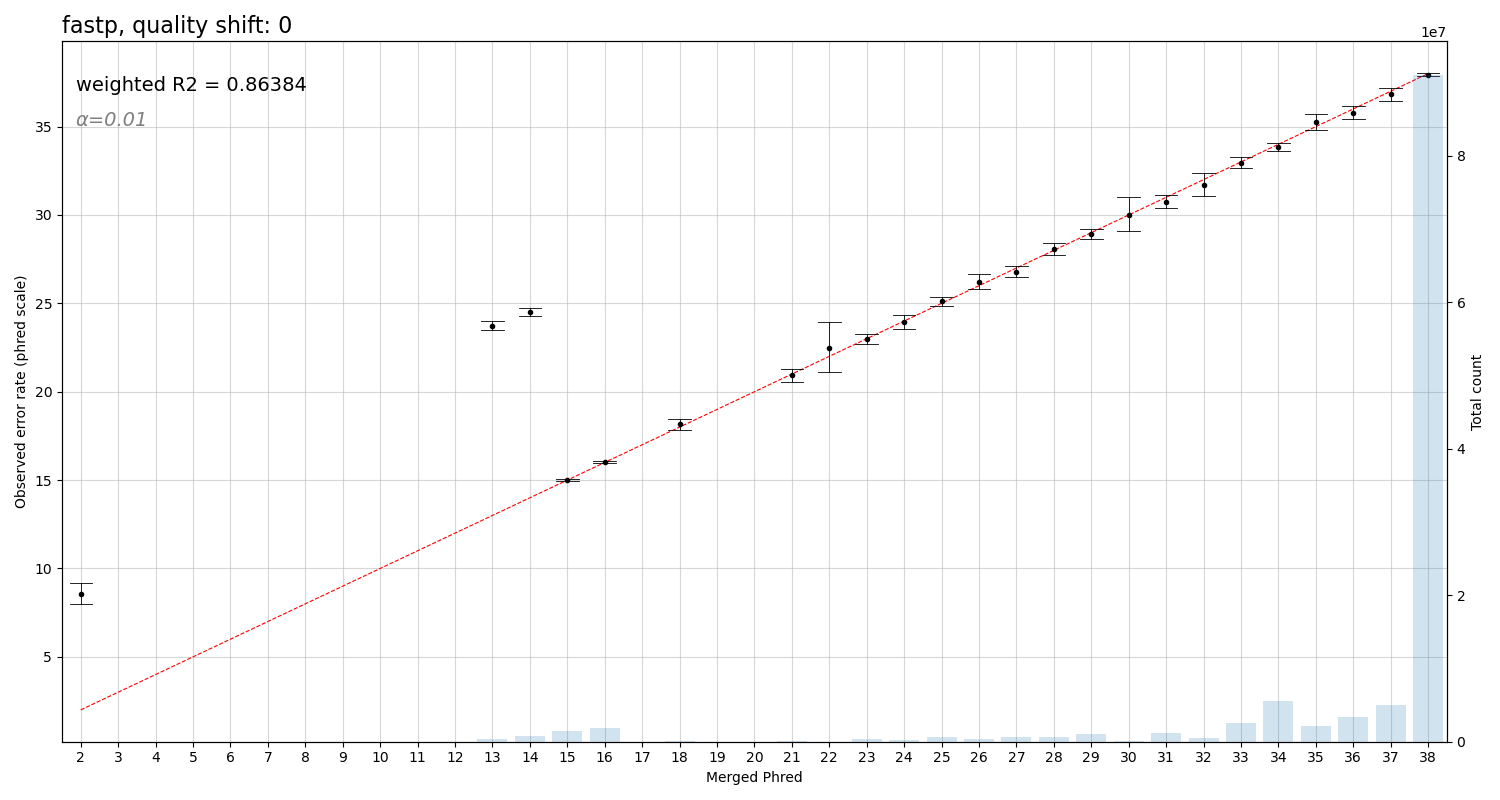 fastp, quality shift: 0
1e7
weighted R2 = 0.86384
α=0.01
35
30
25
20
15
10
5
Observed error rate (phred scale)
8
6
4
2
0
Total count
2 3 4 5 6 7 8 9 10 11 12 13 14 15 16 17 18 19 20 21 22 23 24 25 26 27 28 29 30 31 32 33 34 35 36 37 38
Merged Phred